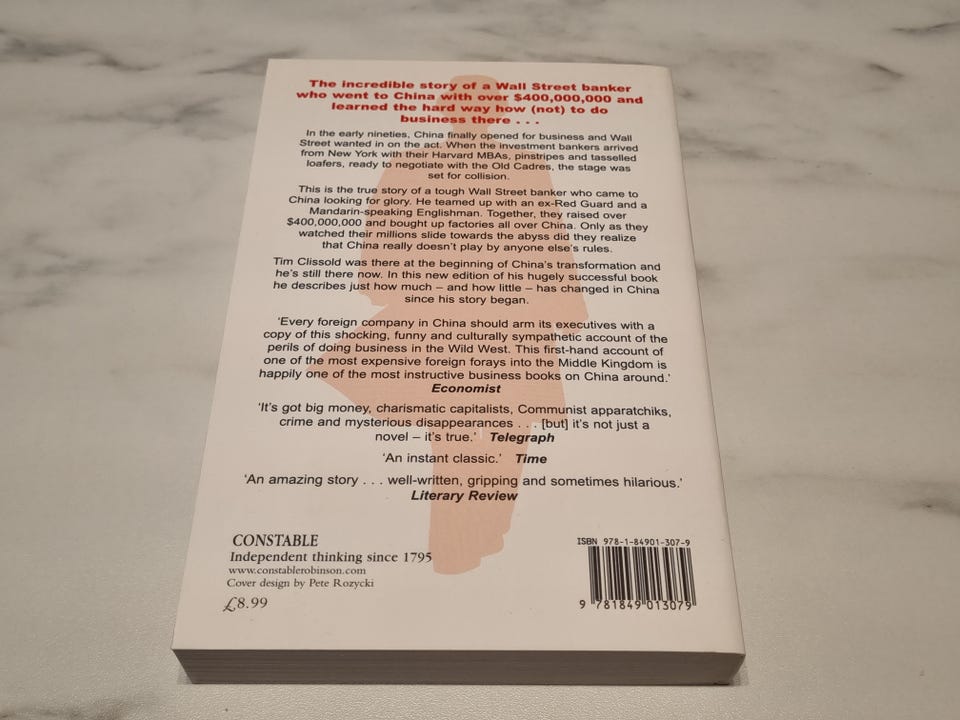 The incredible story of a Wall Street banker
who went to China with over $400,000,000 and
learned the hard way how (not) to do
business there . . .
In the early nineties, China finally opened for business and Wall
Street wanted in on the act. When the investment bankers arrived
from New York with their Harvard MBAs, pinstripes and tasselled
loafers, ready to negotiate with the Old Cadres, the stage was
set for collision.
This is the true story of a tough Wall Street banker who came to
China looking for glory. He teamed up with an ex-Red Guard and a
Mandarin-speaking Englishman. Together, they raised over
$400,000,000 and bought up factories all over China. Only as they
watched their millions slide towards the abyss did they realize
that China really doesn't play by anyone else's rules.
Tim Clissold was there at the beginning of China's transformation and
he's still there now. In this new edition of his hugely successful book
he describes just how much – and how little – has changed in China
since his story began.
'Every foreign company in China should arm its executives with a
copy of this shocking, funny and culturally sympathetic account of the
perils of doing business in the Wild West. This first-hand account of
one of the most expensive foreign forays into the Middle Kingdom is
happily one of the most instructive business books on China around.'
Economist
'It's got big money, charismatic capitalists, Communist apparatchiks,
crime and mysterious disappearances . . . [but] it's not just a
novel – it's true.' Telegraph
'An instant classic.' Time
'An amazing story . . . well-written, gripping and sometimes hilarious.'
Literary Review
CONSTABLE
Independent thinking since 1795
www.constablerobinson.com
Cover design by Pete Rozycki
£8.99
ISBN 978-1-84901-307-9
9 781849 013079